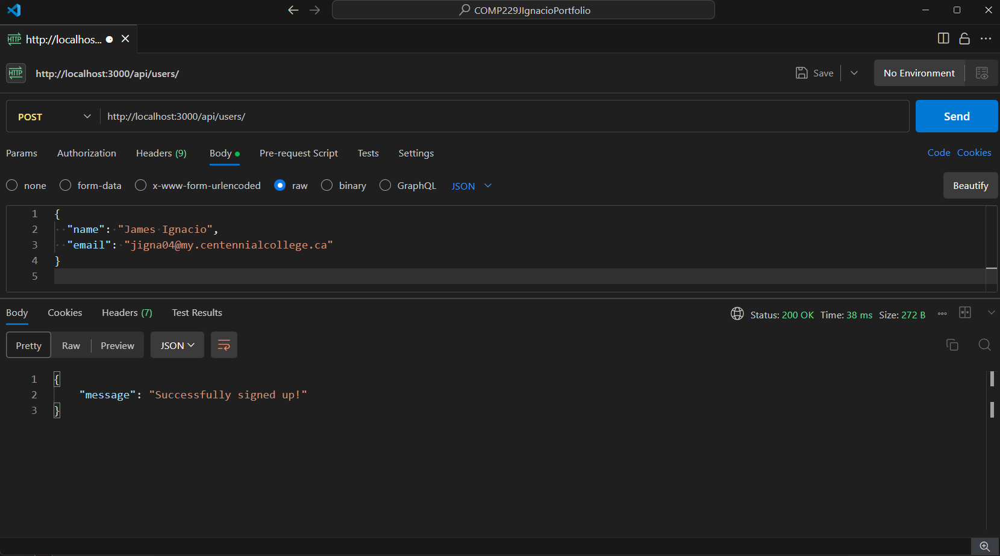 COMP229JIgnacioPortfolio
HTTP http://localhos...
HTTP http://localhost:3000/api/users/
Save
No Environment
POST http://localhost:3000/api/users/
Send
Params Authorization Headers (9) Body Pre-request Script Tests Settings
Code Cookies
none form-data x-www-form-urlencoded raw binary GraphQL JSON
Beautify
1 {
2 "name": "James Ignacio",
3 "email": "jigna04@my.centennialcollege.ca"
4 }
5
Body Cookies Headers (7) Test Results
Status: 200 OK Time: 38 ms Size: 272 B
Pretty Raw Preview JSON
1 {
2 "message": "Successfully signed up!"
3 }